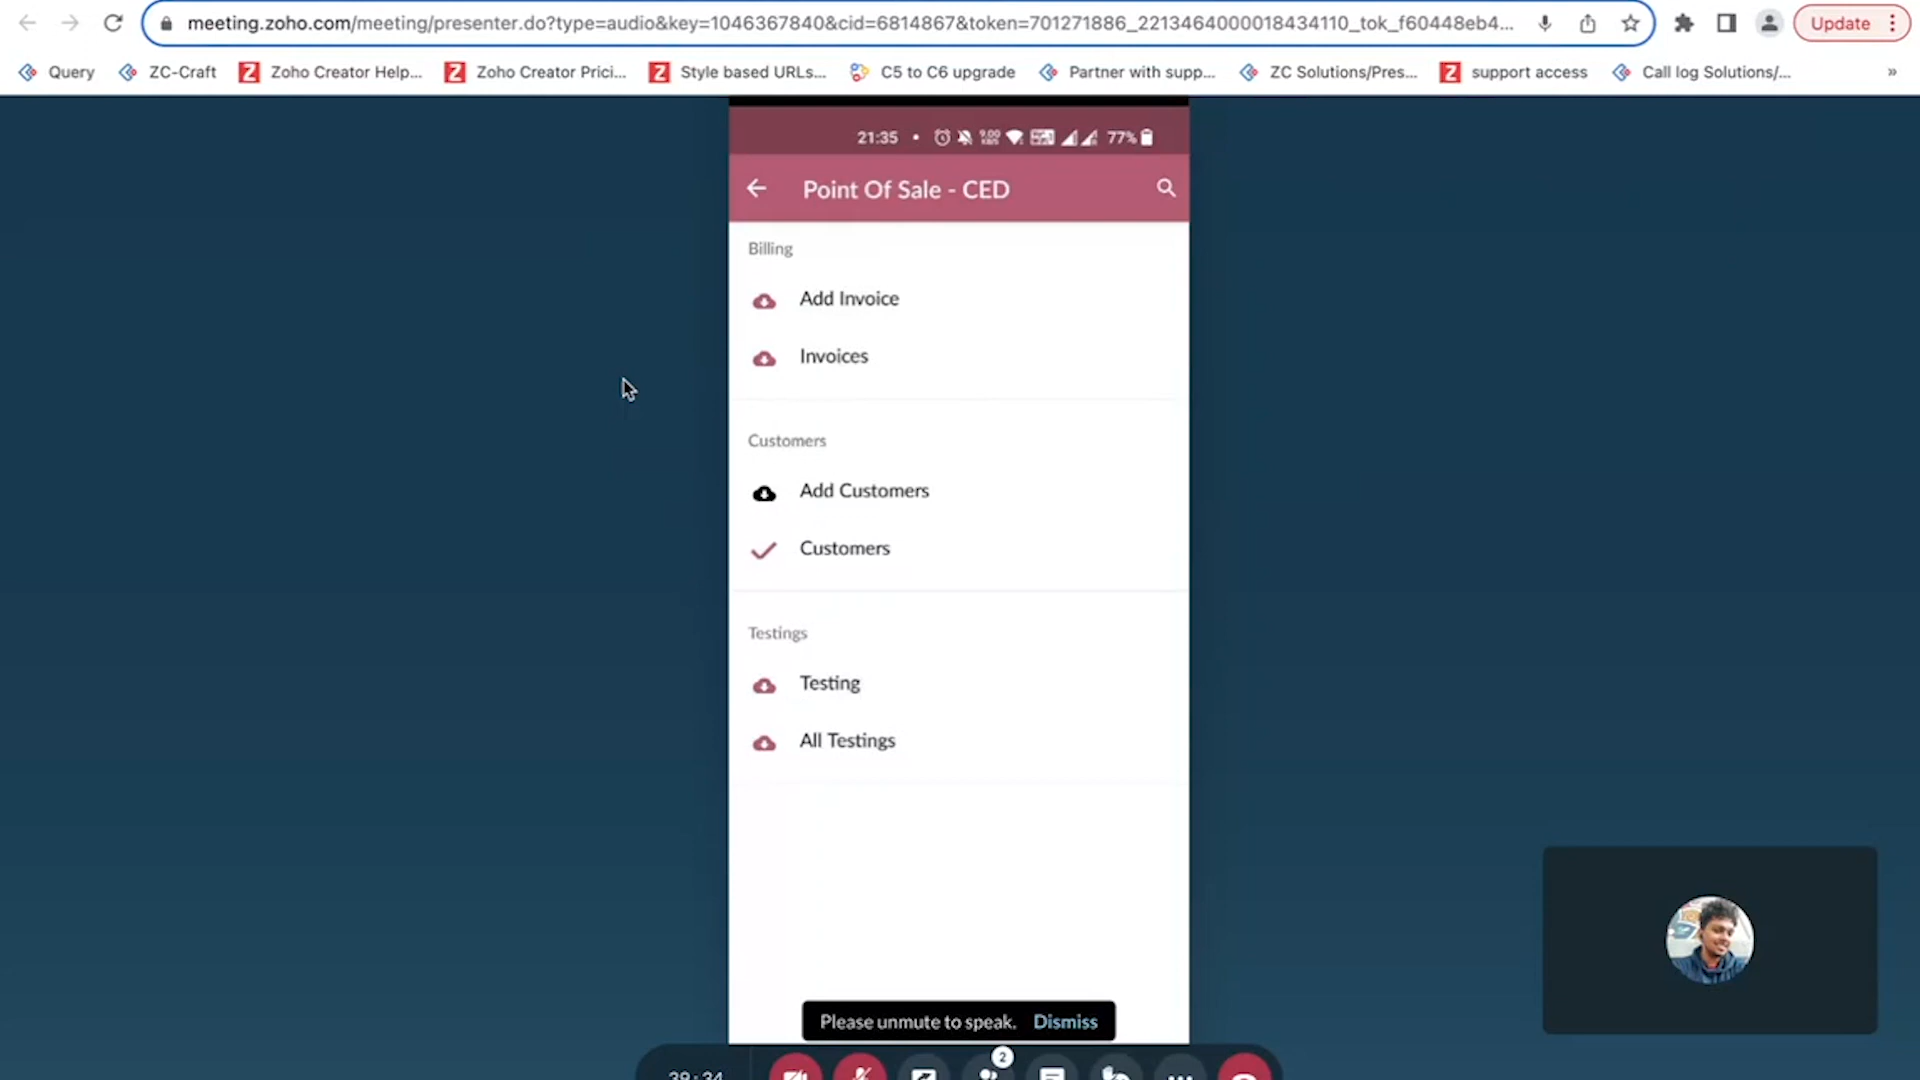 meeting.zoho.com/meeting/presenter.do?type=audio&key=1046367840&cid=6814867&token=701271886_2213464000018434110_tok_f60448eb4...
Update
Query
ZC-Craft
Zoho Creator Help...
Zoho Creator Prici...
Style based URLs...
C5 to C6 upgrade
Partner with supp...
ZC Solutions/Pres...
support access
Call log Solutions/...
»
21:35
77%
Point Of Sale - CED
Billing
Add Invoice
Invoices
Customers
Add Customers
Customers
Testings
Testing
All Testings
Please unmute to speak. Dismiss
2